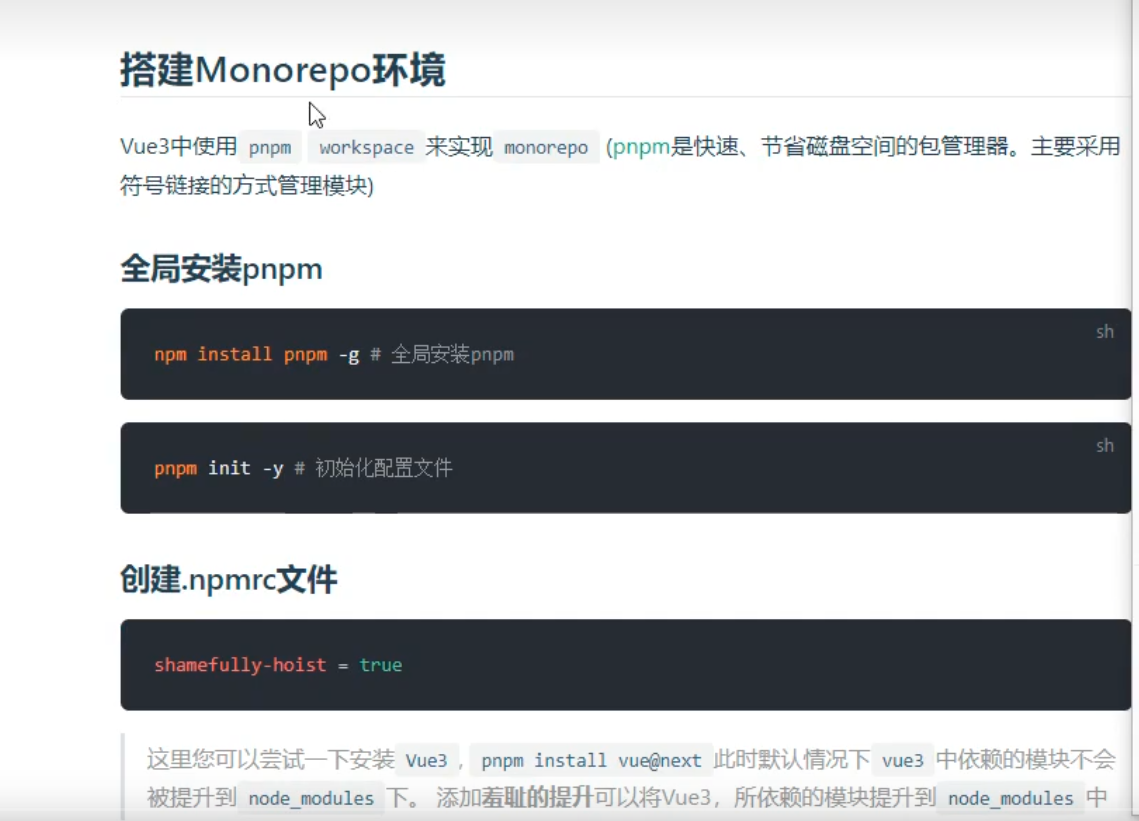 搭建Monorepo环境
Vue3中使用 pnpm workspace 来实现 monorepo (pnpm是快速、节省磁盘空间的包管理器。主要采用
符号链接的方式管理模块)
全局安装pnpm
sh
npm install pnpm -g # 全局安装pnpm
sh
pnpm init -y # 初始化配置文件
创建.npmrc文件
shamefully-hoist = true
这里您可以尝试一下安装 Vue3 , pnpm install vue@next 此时默认情况下 vue3 中依赖的模块不会
被提升到 node_modules 下。 添加羞耻的提升可以将Vue3，所依赖的模块提升到 node_modules 中